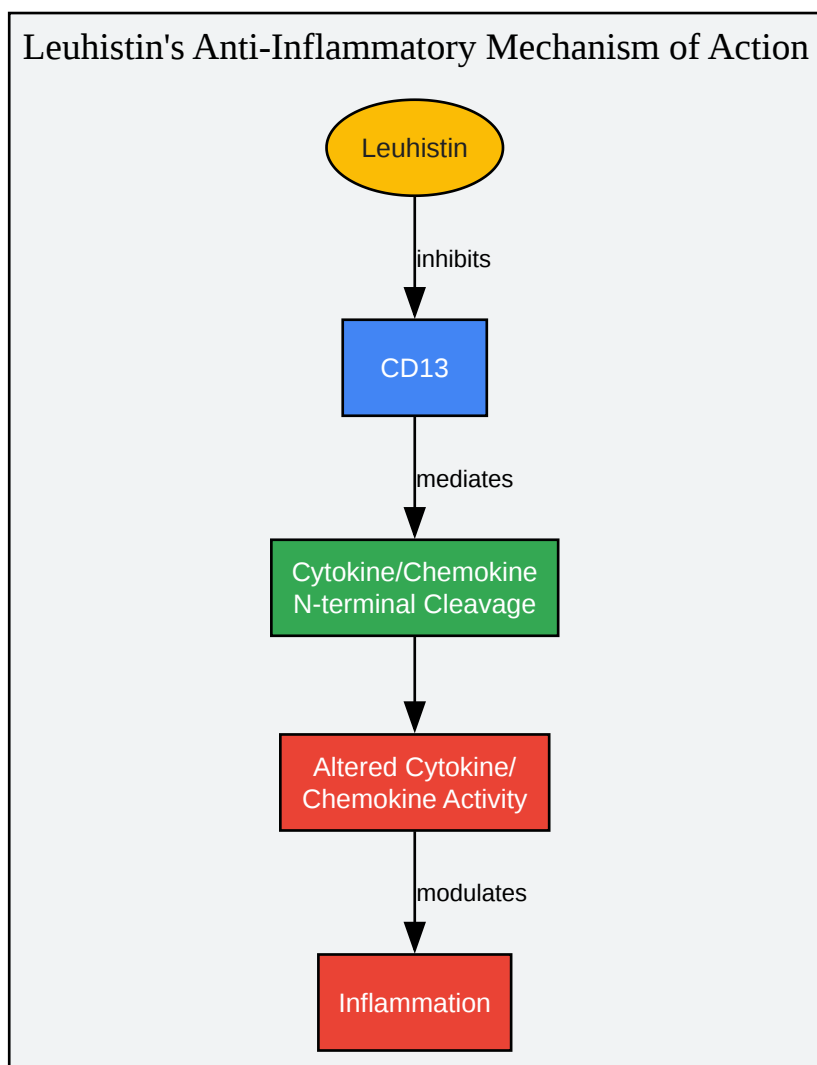 Leuhistin's Anti-Inflammatory Mechanism of Action
Leuhistin
inhibits
CD13
mediates
Cytokine/Chemokine
N-terminal Cleavage
Altered Cytokine/
Chemokine Activity
modulates
Inflammation